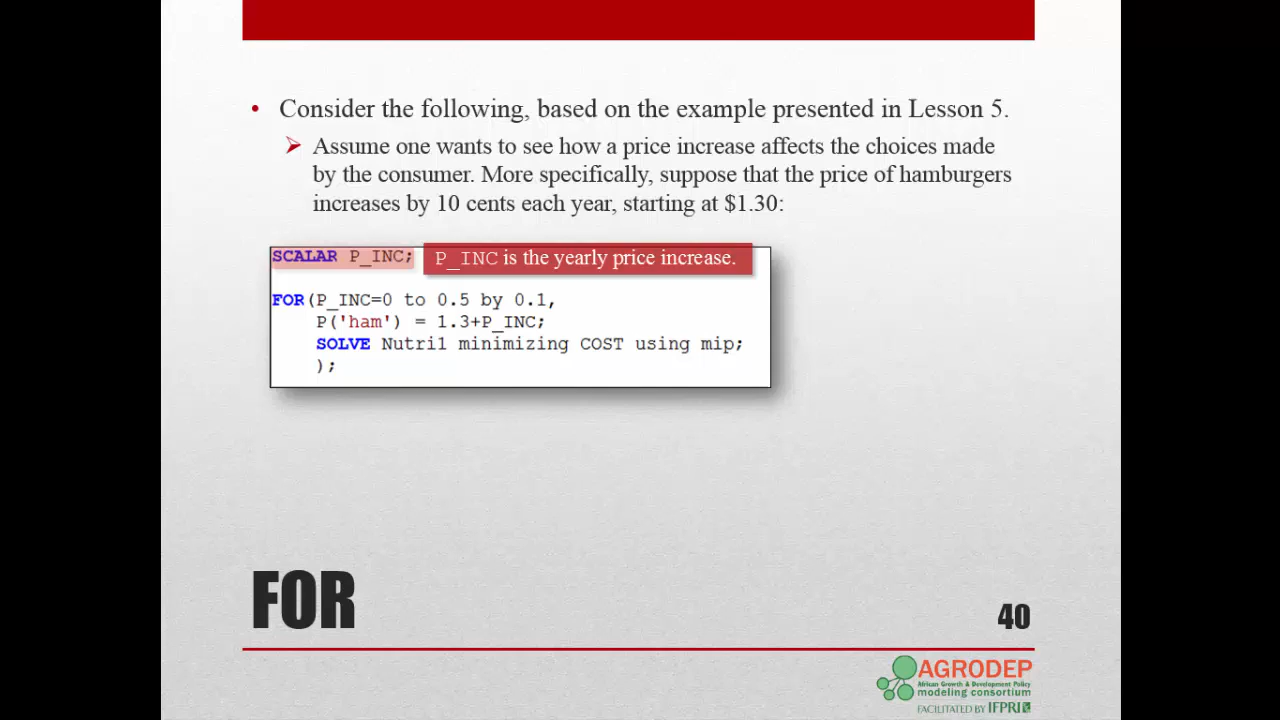 • Consider the following, based on the example presented in Lesson 5.
Assume one wants to see how a price increase affects the choices made
by the consumer. More specifically, suppose that the price of hamburgers
increases by 10 cents each year, starting at $1.30:
SCALAR P_INC; P_INC is the yearly price increase.
FOR(P_INC=0 to 0.5 by 0.1,
P('ham') = 1.3+P_INC;
SOLVE Nutri1 minimizing COST using mip;
);
FOR
40
AGRODEP
African Growth & Development Policy
modeling consortium
FACILITATED BY IFPRI